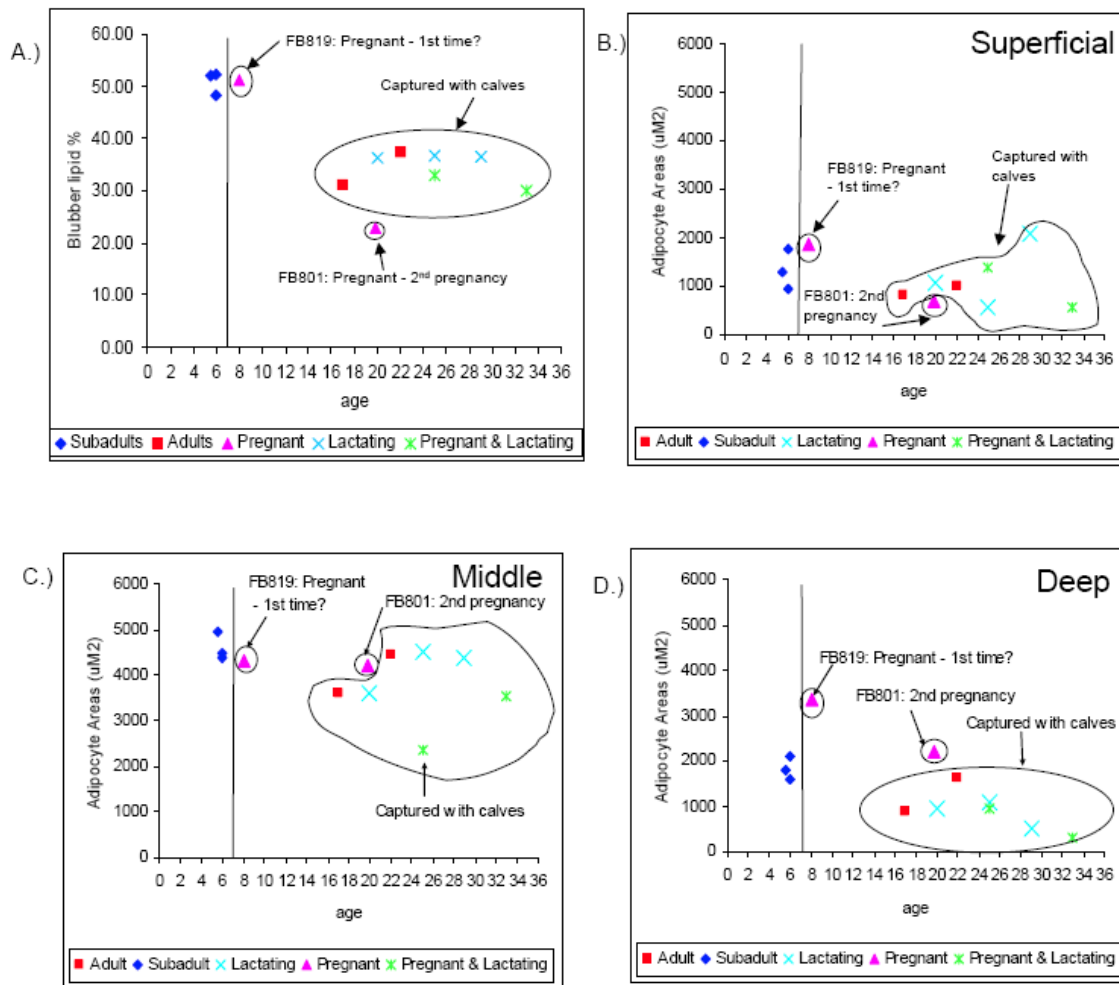 A.)
60.00
50.00
40.00
30.00
20.00
10.00
0.00
Blubber lipid %
FB819: Pregnant - 1st time?
Captured with calves
FB801: Pregnant - 2nd pregnancy
0 2 4 6 8 10 12 14 16 18 20 22 24 26 28 30 32 34 36
age
Subadults Adults Pregnant Lactating Pregnant & Lactating
B.)
Superficial
6000
5000
4000
3000
2000
1000
0
Adipocyte Areas (uM2)
FB819: Pregnant
- 1st time?
Captured with
calves
FB801: 2nd
pregnancy
0 2 4 6 8 10 12 14 16 18 20 22 24 26 28 30 32 34 36
age
Adult Subadult Lactating Pregnant Pregnant & Lactating
C.)
Middle
6000
5000
4000
3000
2000
1000
0
Adipocyte Areas (uM2)
FB819: Pregnant
- 1st time?
FB801: 2nd pregnancy
Captured with calves
0 2 4 6 8 10 12 14 16 18 20 22 24 26 28 30 32 34 36
age
Adult Subadult Lactating Pregnant Pregnant & Lactating
D.)
Deep
6000
5000
4000
3000
2000
1000
0
Adipocyte Areas (uM2)
FB819: Pregnant - 1st time?
FB801: 2nd pregnancy
Captured with calves
0 2 4 6 8 10 12 14 16 18 20 22 24 26 28 30 32 34 36
age
Adult Subadult Lactating Pregnant Pregnant & Lactating